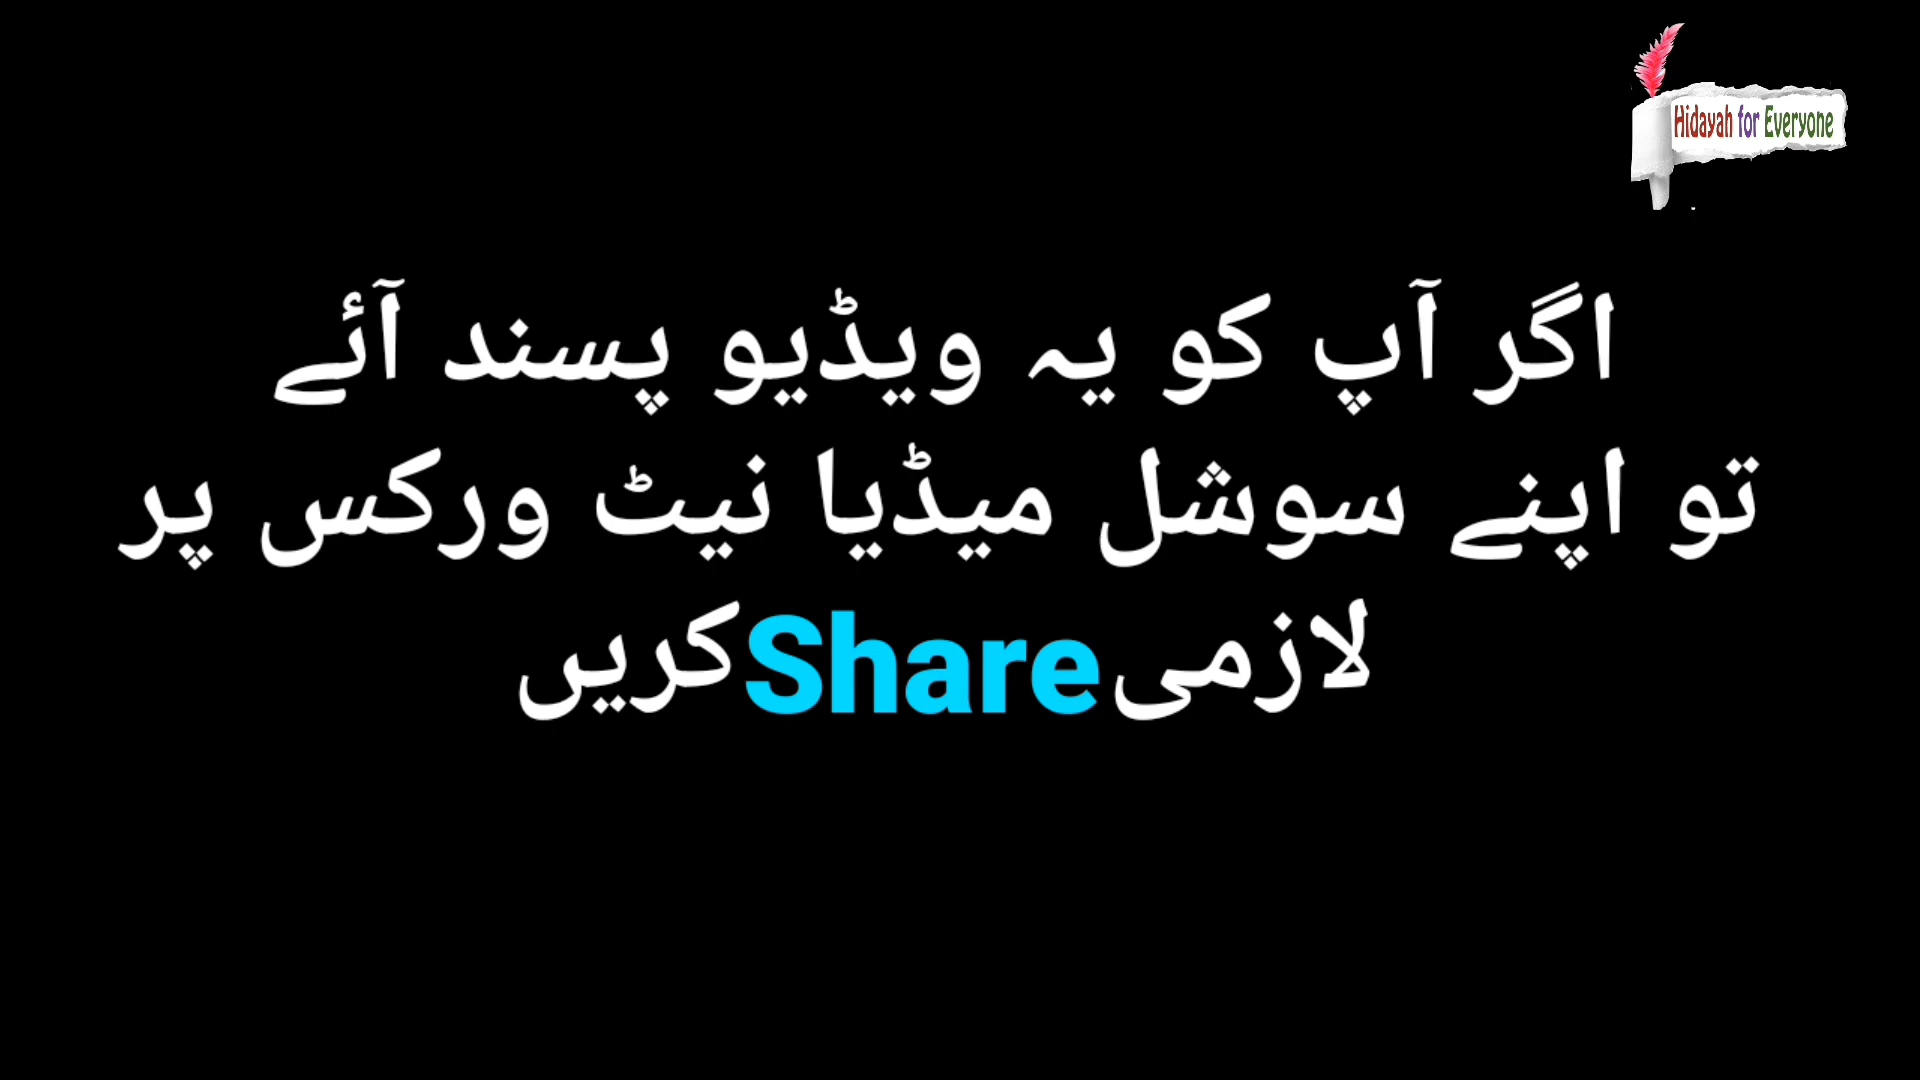 Hidayah for Everyone
اگر آپ کو یہ ویڈیو پسند آئے
تو اپنے سوشل میڈیا نیٹ ورکس پر
لازمی Share کریں